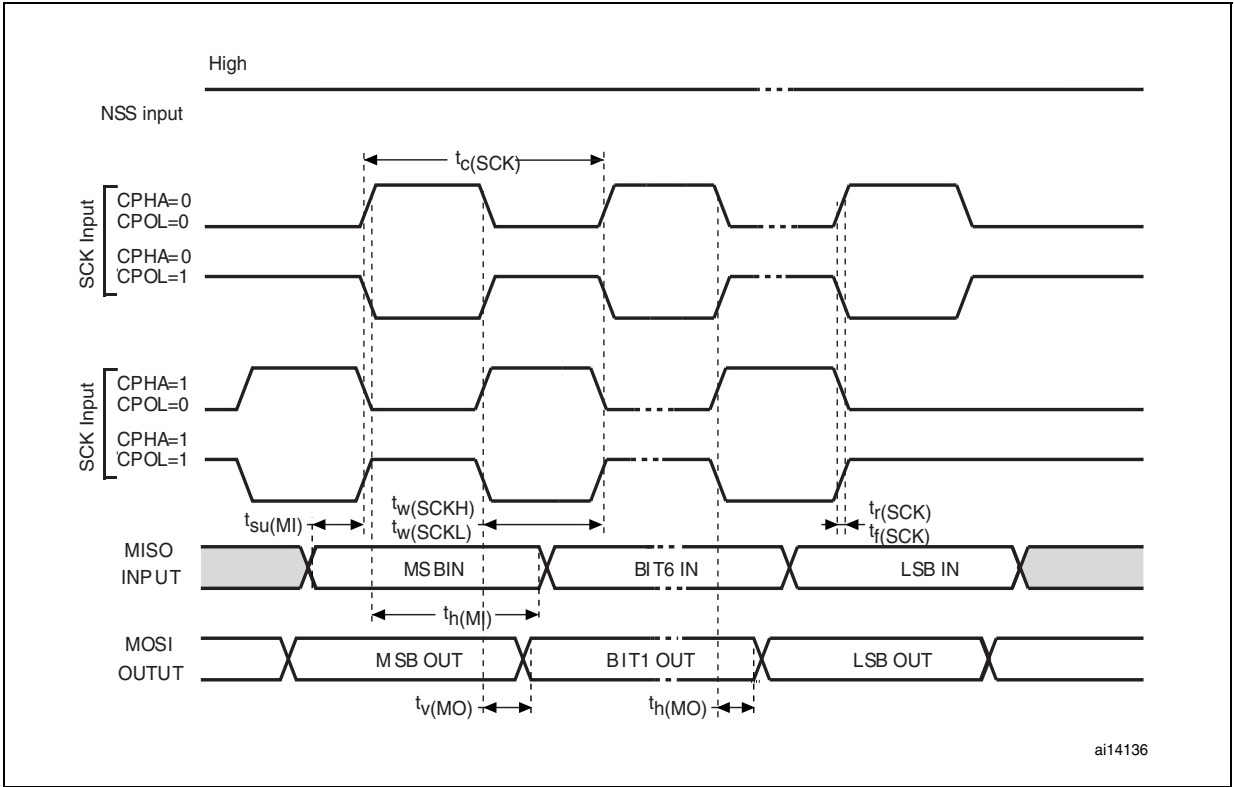 High
NSS input
tc(SCK)
SCK Input
CPHA=0
CPOL=0
CPHA=0
CPOL=1
SCK Input
CPHA=1
CPOL=0
CPHA=1
CPOL=1
tsu(MI)
tw(SCKH)
tw(SCKL)
tr(SCK)
tf(SCK)
MISO
INPUT
MSBIN
BIT6 IN
LSB IN
th(MI)
MOSI
OUTUT
MSB OUT
BIT1 OUT
LSB OUT
tv(MO)
th(MO)
ai14136